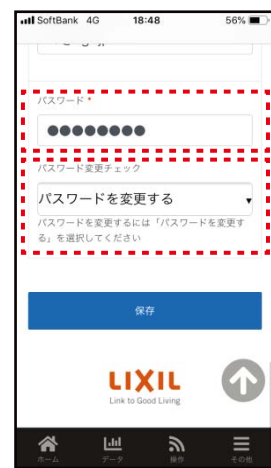 SoftBank 4G 18:48 56%
パスワード *
●●●●●●●●
パスワード変更チェック
パスワードを変更する
パスワードを変更するには「パスワードを変更す
る」を選択してください
保存
LIXIL
Link to Good Living
ホーム データ 操作 その他